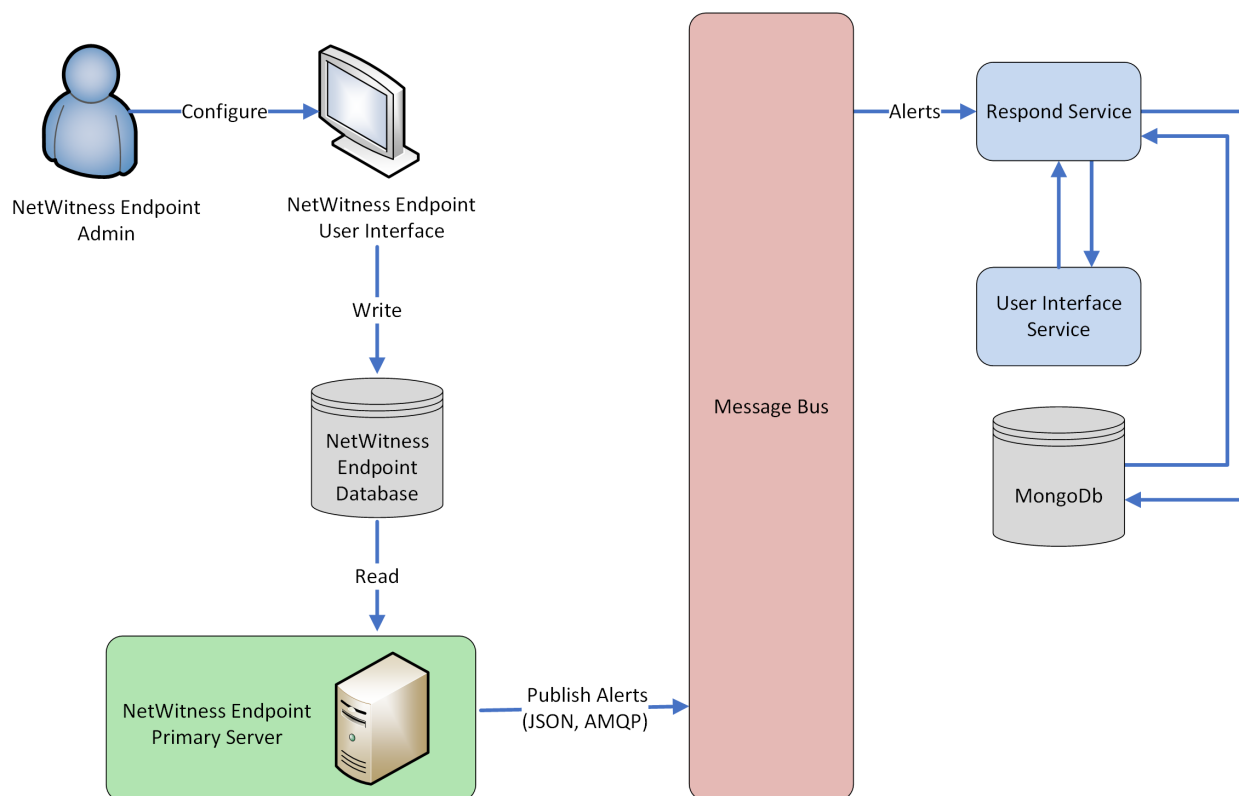 Configure
NetWitness Endpoint
Admin
NetWitness Endpoint
User Interface
Write
NetWitness
Endpoint
Database
Read
NetWitness Endpoint
Primary Server
Publish Alerts
(JSON, AMQP)
Message Bus
Alerts
Respond Service
User Interface
Service
MongoDb